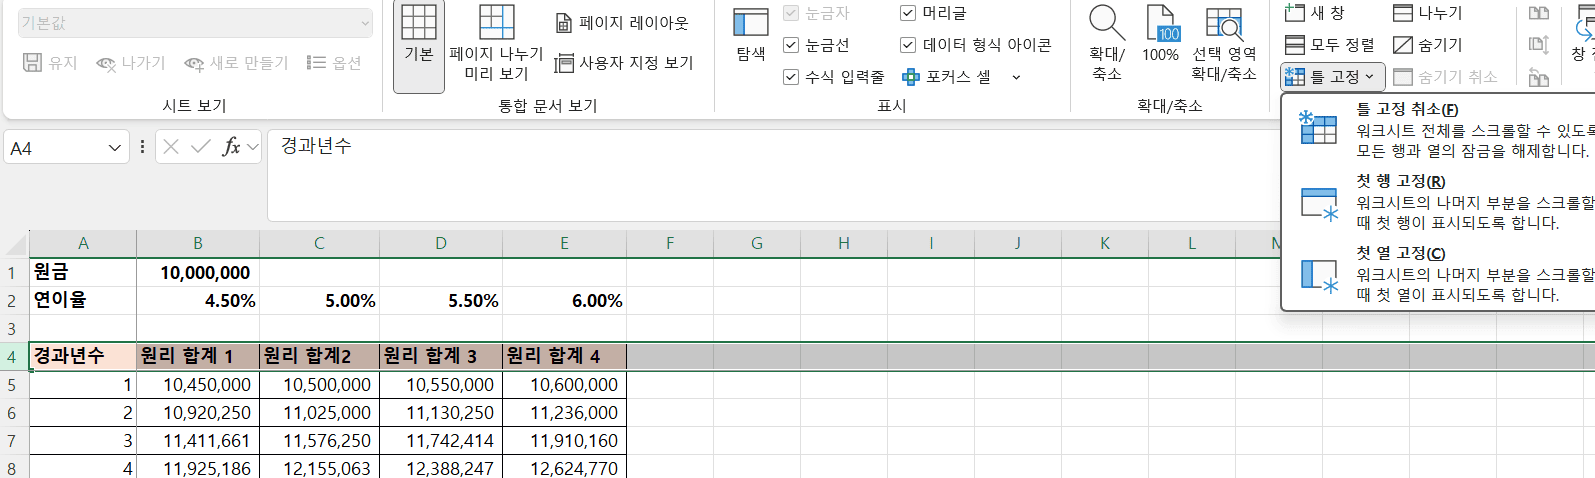 기본값
유지 나가기 새로 만들기 옵션
시트 보기
기본
페이지 나누기
미리 보기
페이지 레이아웃
사용자 지정 보기
통합 문서 보기
탐색
눈금자
눈금선
수식 입력줄
머리글
데이터 형식 아이콘
포커스 셀
표시
확대/
축소
100
100%
선택 영역
확대/축소
확대/축소
새 창
모두 정렬
틀 고정
나누기
숨기기
숨기기 취소
틀 고정 취소(F)
워크시트 전체를 스크롤할 수 있도록
모든 행과 열의 잠금을 해제합니다.
첫 행 고정(R)
워크시트의 나머지 부분을 스크롤할
때 첫 행이 표시되도록 합니다.
첫 열 고정(C)
워크시트의 나머지 부분을 스크롤할
때 첫 열이 표시되도록 합니다.
A4 fx 경과년수
A B C D E F G H I J K L
1 원금 10,000,000
2 연이율 4.50% 5.00% 5.50% 6.00%
3
4 경과년수 원리 합계 1 원리 합계2 원리 합계 3 원리 합계 4
5 1 10,450,000 10,500,000 10,550,000 10,600,000
6 2 10,920,250 11,025,000 11,130,250 11,236,000
7 3 11,411,661 11,576,250 11,742,414 11,910,160
8 4 11,925,186 12,155,063 12,388,247 12,624,770